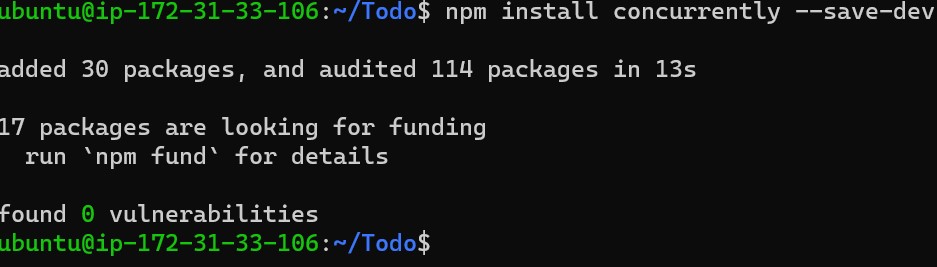 ubuntu@ip-172-31-33-106:~/Todo$ npm install concurrently --save-dev
added 30 packages, and audited 114 packages in 13s
17 packages are looking for funding
run `npm fund` for details
found 0 vulnerabilities
ubuntu@ip-172-31-33-106:~/Todo$